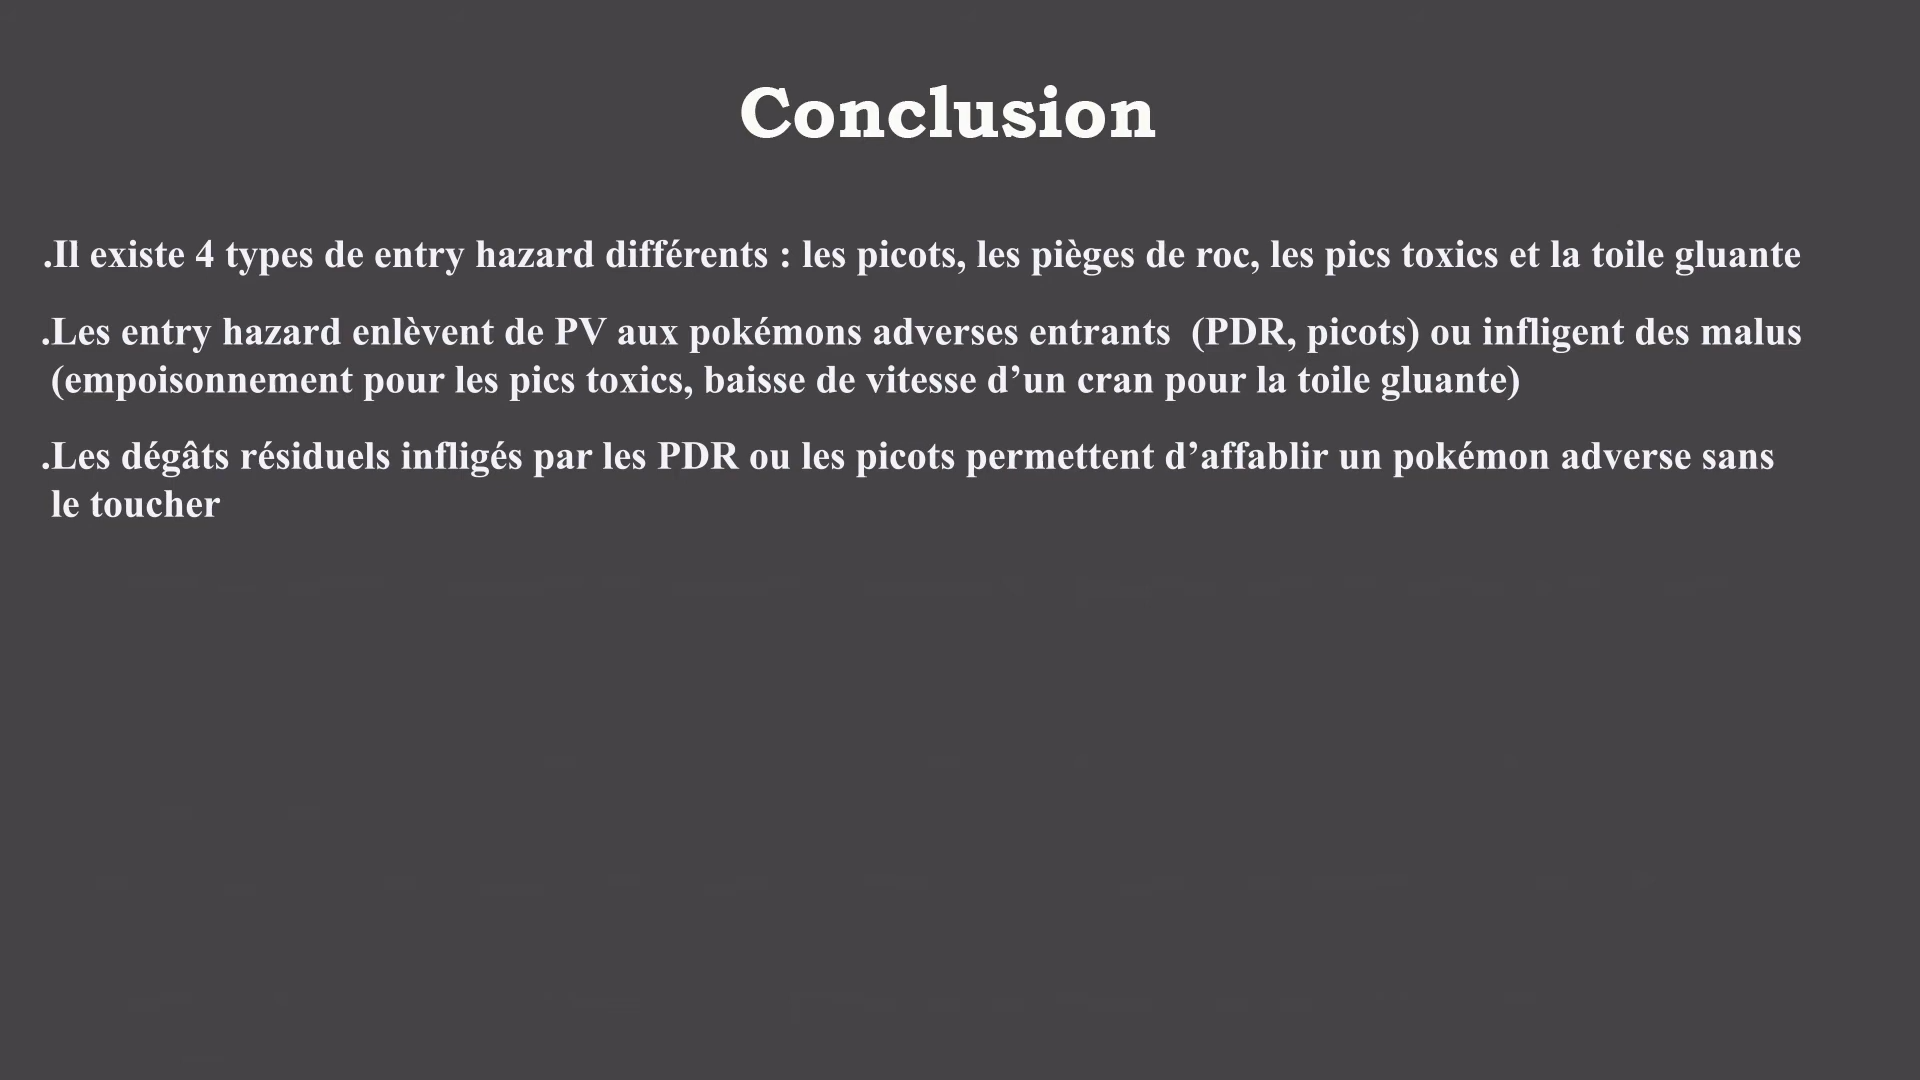 Conclusion
.Il existe 4 types de entry hazard différents : les picots, les pièges de roc, les pics toxics et la toile gluante
.Les entry hazard enlèvent de PV aux pokémons adverses entrants  (PDR, picots) ou infligent des malus
(empoisonnement pour les pics toxics, baisse de vitesse d’un cran pour la toile gluante)
.Les dégâts résiduels infligés par les PDR ou les picots permettent d’affablir un pokémon adverse sans
le toucher